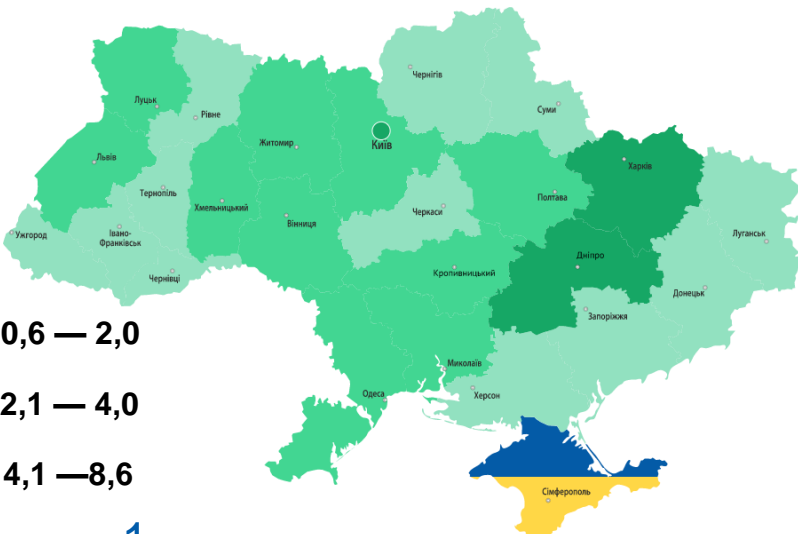 Чернігів
Луцьк
Суми
Рівне
Житомир
Київ
Львів
Харків
Тернопіль
Полтава
Хмельницький
Черкаси
Вінниця
Ужгород
Івано-
Франківськ
Луганськ
Дніпро
Чернівці
Кропивницький
Донецьк
Запоріжжя
0,6 — 2,0
Миколаїв
Одеса
Херсон
2,1 — 4,0
4,1 —8,6
Сімферополь
1